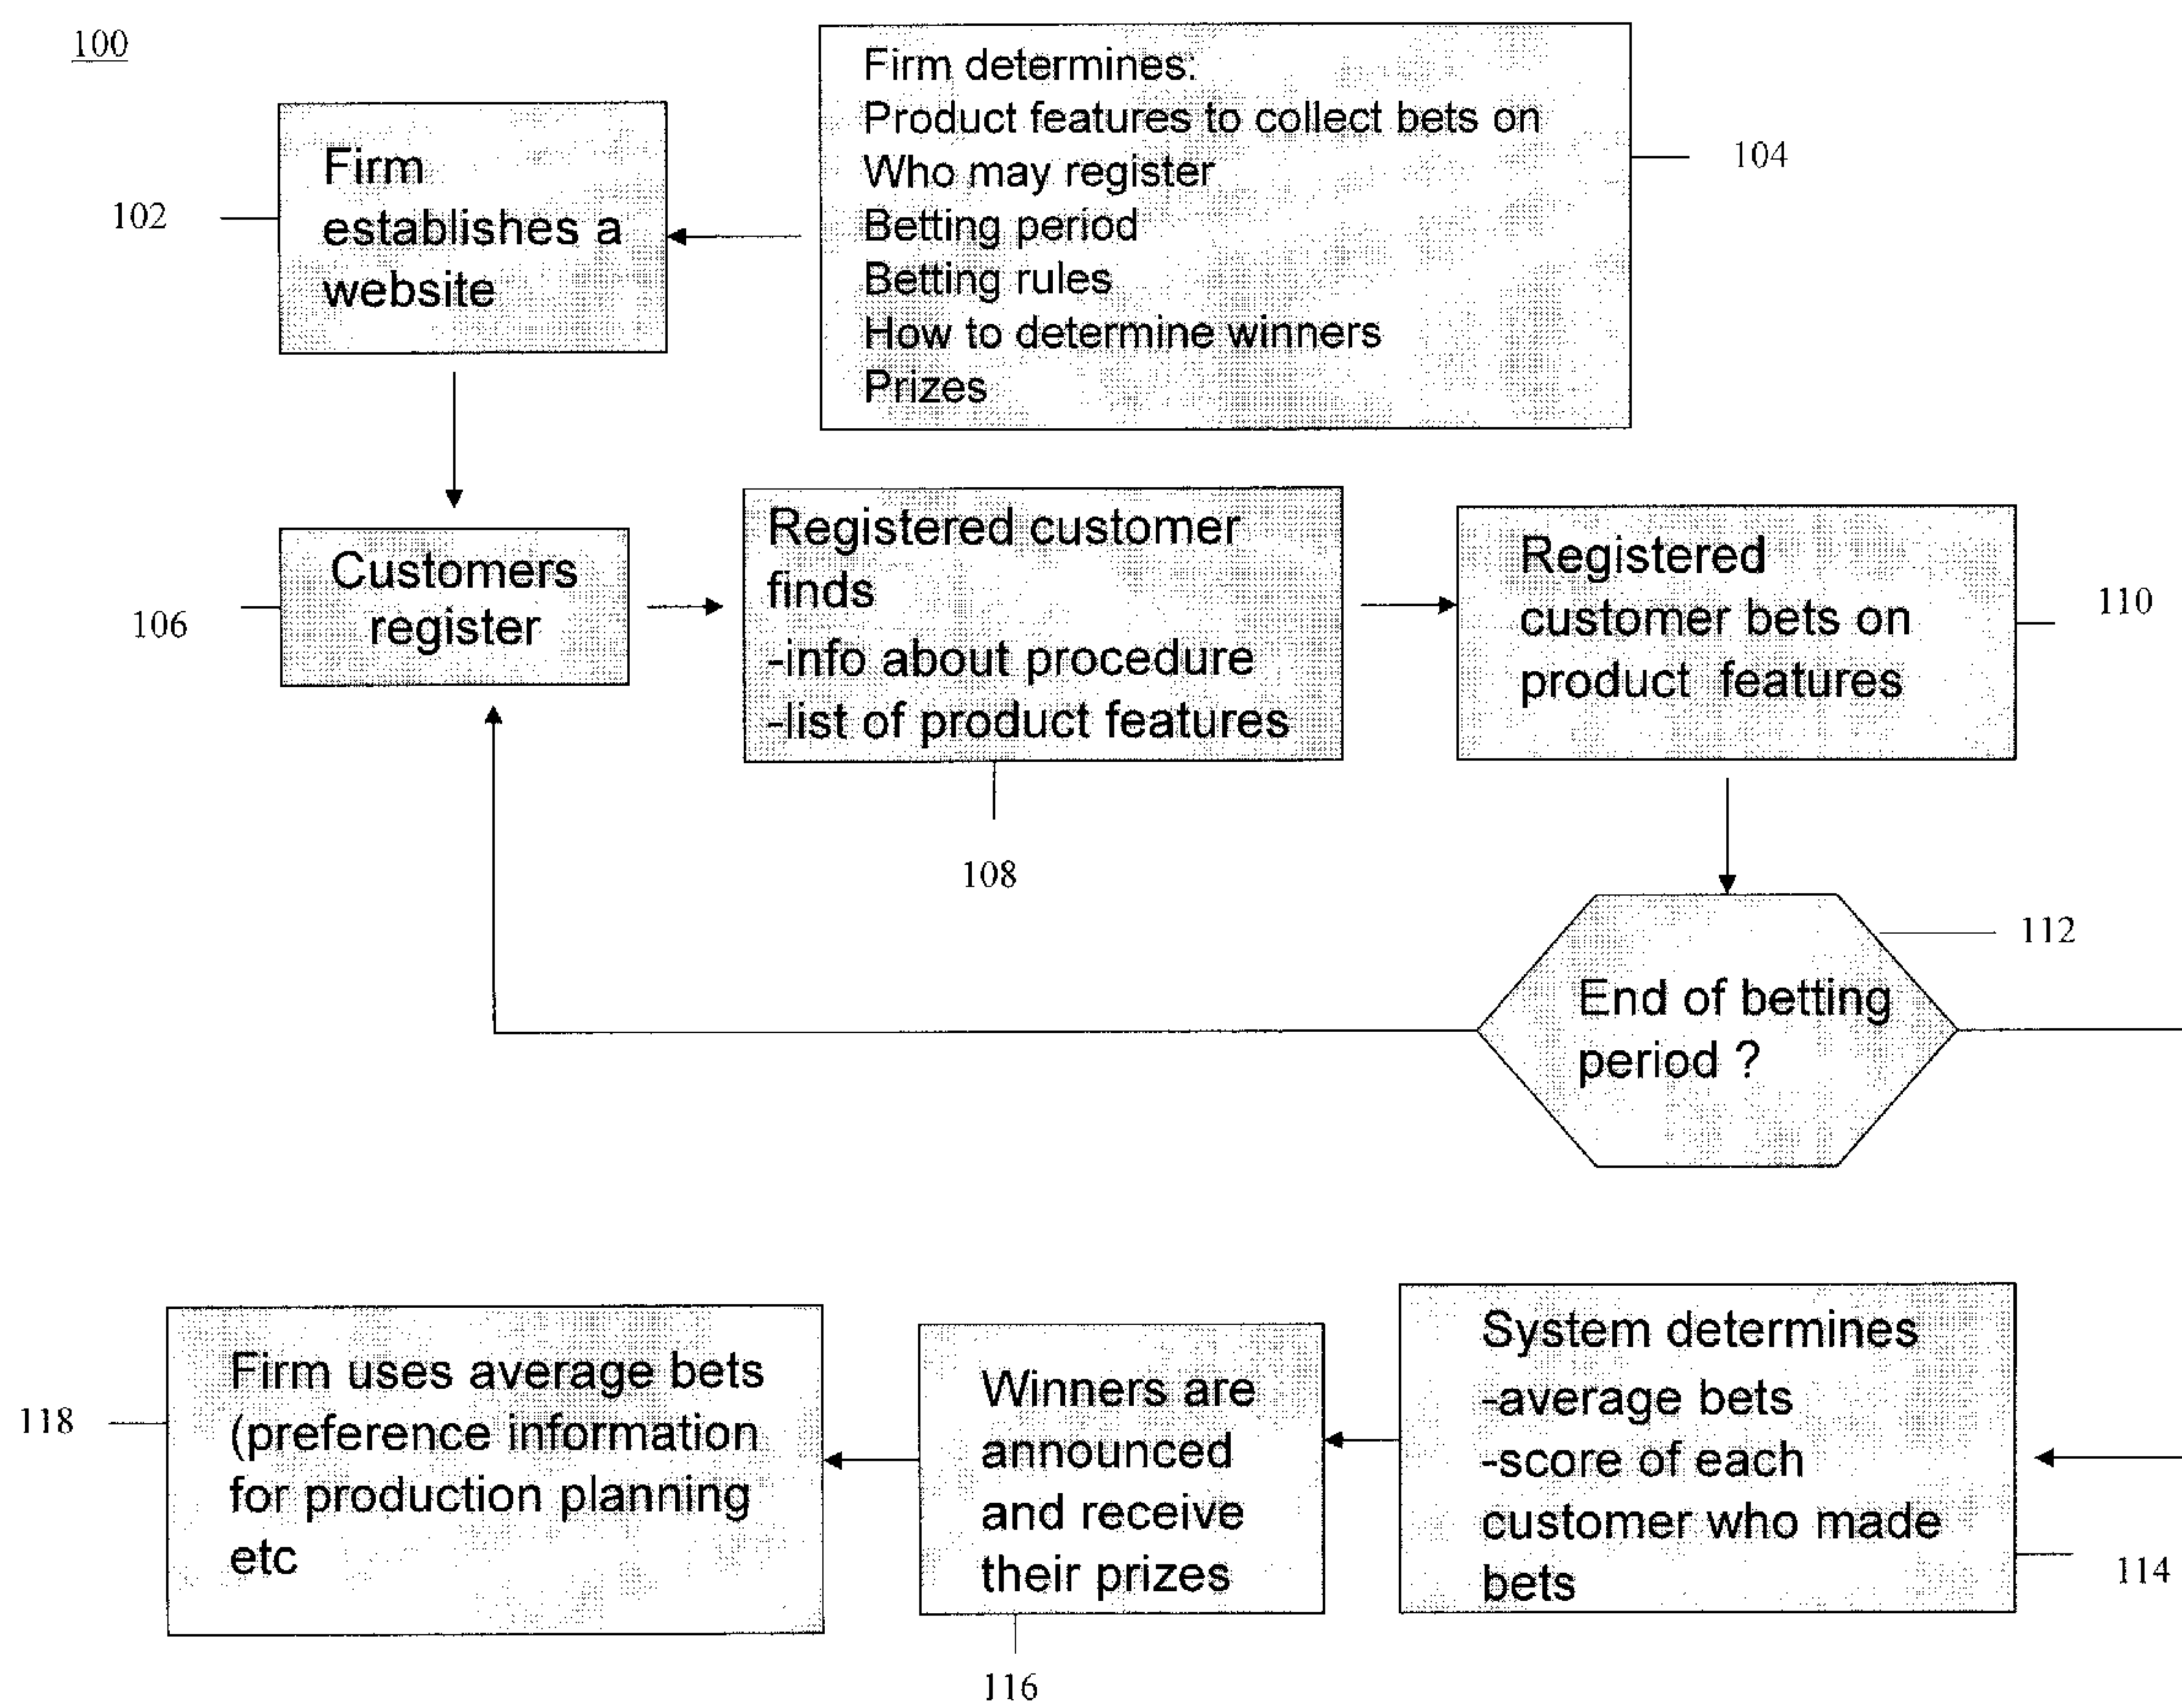 100
Firm determines:
Product features to collect bets on
Who may register
Betting period
Betting rules
How to determine winners
Prizes
104
Firm
establishes a
website
102
Customers
register
106
Registered customer
finds
-info about procedure
-list of product features
108
Registered
customer bets on
product features
110
End of betting
period ?
112
System determines
-average bets
-score of each
customer who made
bets
114
Winners are
announced
and receive
their prizes
116
Firm uses average bets
(preference information
for production planning
etc
118